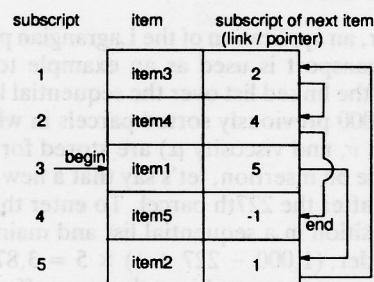 subscript item subscript of next item
(link / pointer)
1 item3 2
2 item4 4
3 begin item1 5
4 item5 -1 end
5 item2 1